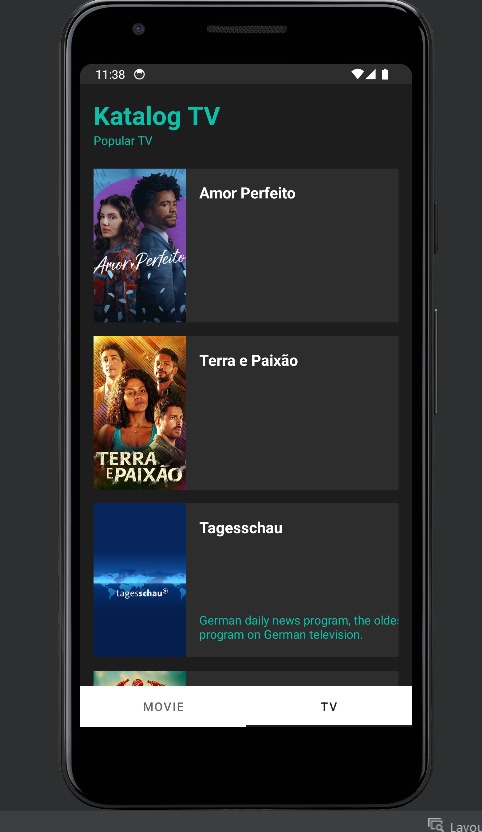 11:38
Katalog TV
Popular TV
Amor Perfeito
Amor Perfeito
Terra e Paixão
TERRA
E PAIXÃO
Tagesschau
tagesschau
German daily news program, the oldes
program on German television.
MOVIE
TV
Layou